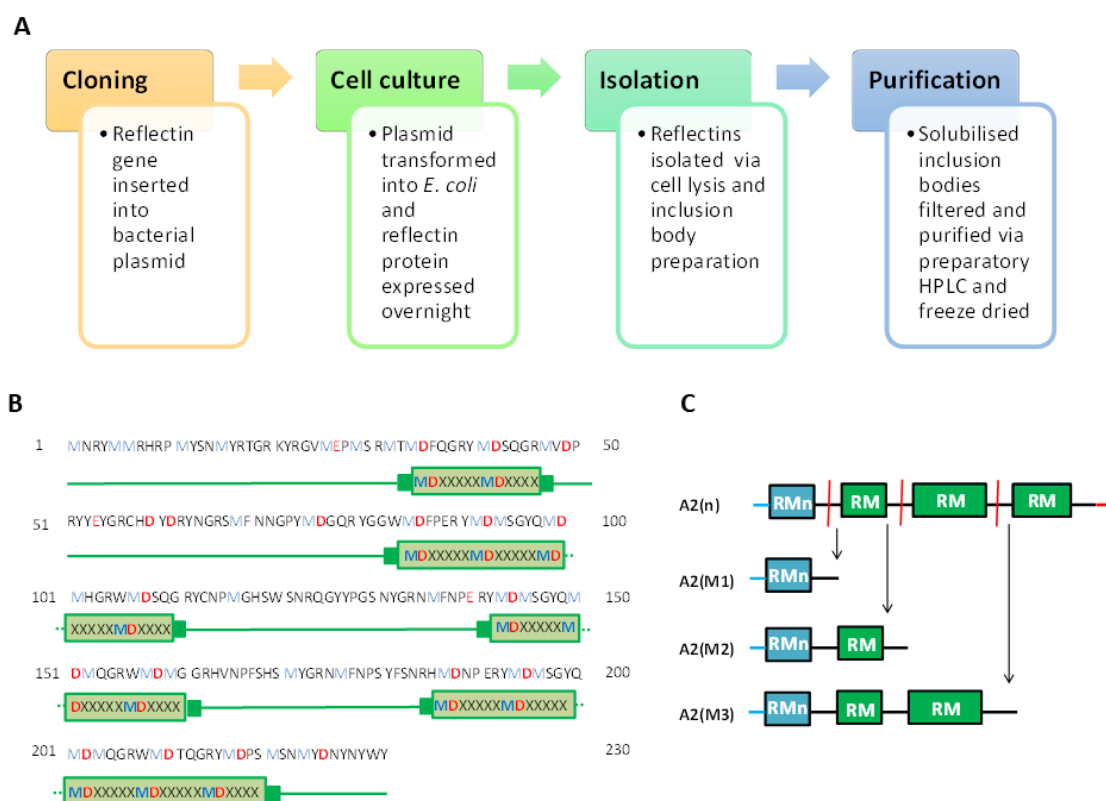 A
Cloning
• Reflectin
gene
inserted
into
bacterial
plasmid
Cell culture
• Plasmid
transformed
into E. coli
and
reflectin
protein
expressed
overnight
Isolation
• Reflectins
isolated via
cell lysis and
inclusion
body
preparation
Purification
• Solubilised
inclusion
bodies
filtered and
purified via
preparatory
HPLC and
freeze dried
B
1 MNRYMMRHRP MYSNMYRTGR KYRGVMEPMS RMTMDFQGRY MDSQGRMVDP 50
MDXXXXXMDXXXX
51 RYYEYGRCHD YDRYNGRSMF NNGPYMDGQR YGGWMDFPER YMDMSGYQMD 100
MDXXXXXMDXXXXXMD
101 MHGRWMDSQG RYCNPMGHSW SNRQGYYPGS NYGRNMFNPE RYMDMSGYQM 150
XXXXXMDXXXX
MDXXXXXM
151 DMQGRWMDMG GRHVNPFSHS MYGRNMFNPS YFSNRHMDNP ERYMDMSGYQ 200
DXXXXXMDXXXX
MDXXXXXMDXXXXX
201 MDMQGRWMDT QGRYMDPS MSNMYDNYNYWY 230
MDXXXXXMDXXXXXMDXXXX
C
A2(n) RMn RM RM RM
A2(M1) RMn
A2(M2) RMn RM
A2(M3) RMn RM RM